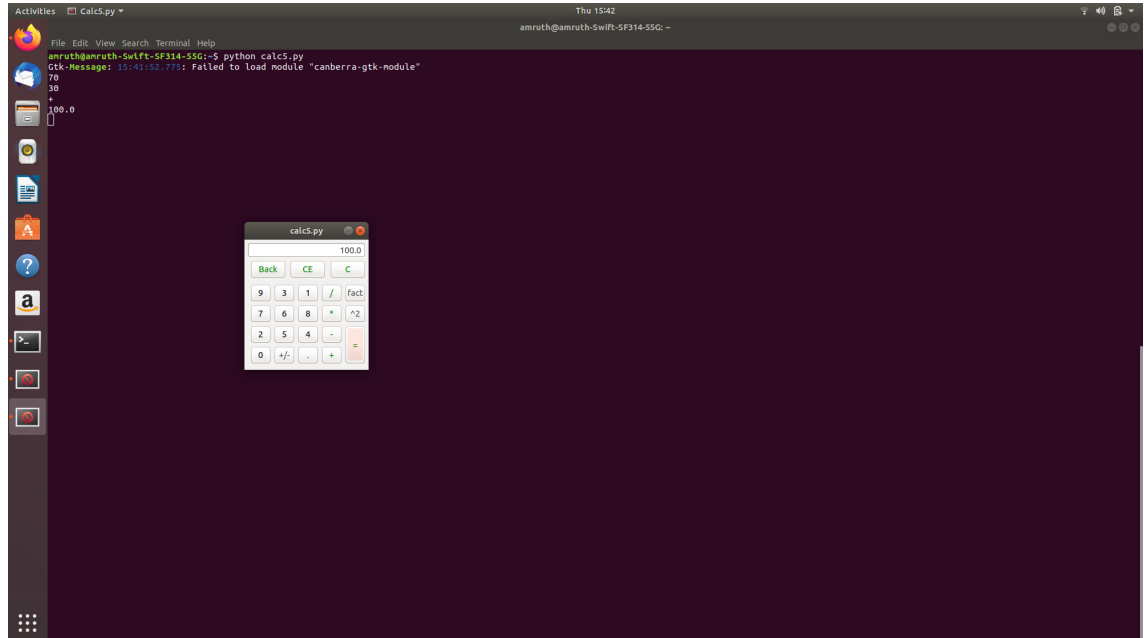 Activities Calc5.py
Thu 15:42
amruth@amruth-Swift-SF314-55G: ~
File Edit View Search Terminal Help
amruth@amruth-Swift-SF314-55G:~$ python calc5.py
Gtk-Message: 15:41:52.775: Failed to load module "canberra-gtk-module"
70
30
+
100.0
calc5.py
100.0
Back CE C
9 3 1 / fact
7 6 8 * ^2
2 5 4 - =
0 +/- . +